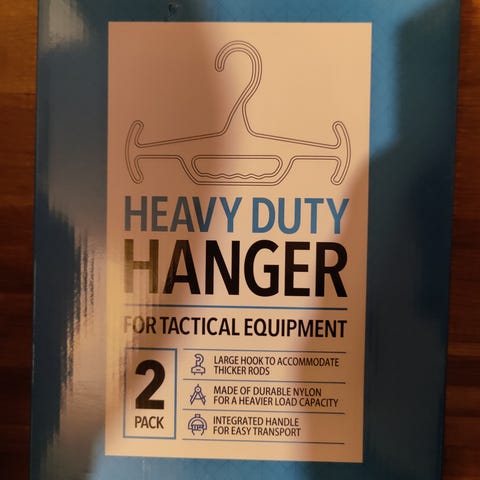 HEAVY DUTY
HANGER
FOR TACTICAL EQUIPMENT
2
PACK
LARGE HOOK TO ACCOMMODATE
THICKER RODS
MADE OF DURABLE NYLON
FOR A HEAVIER LOAD CAPACITY
INTEGRATED HANDLE
FOR EASY TRANSPORT